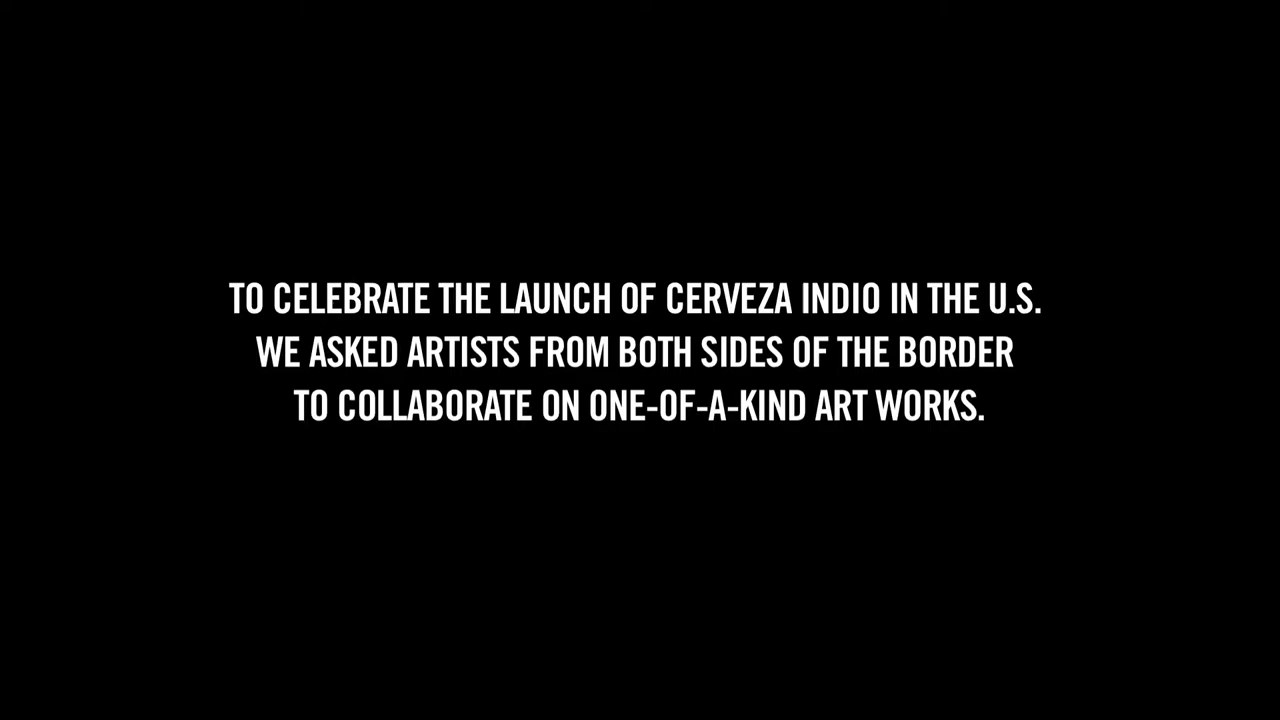 TO CELEBRATE THE LAUNCH OF CERVEZA INDIO IN THE U.S.
WE ASKED ARTISTS FROM BOTH SIDES OF THE BORDER
TO COLLABORATE ON ONE-OF-A-KIND ART WORKS.